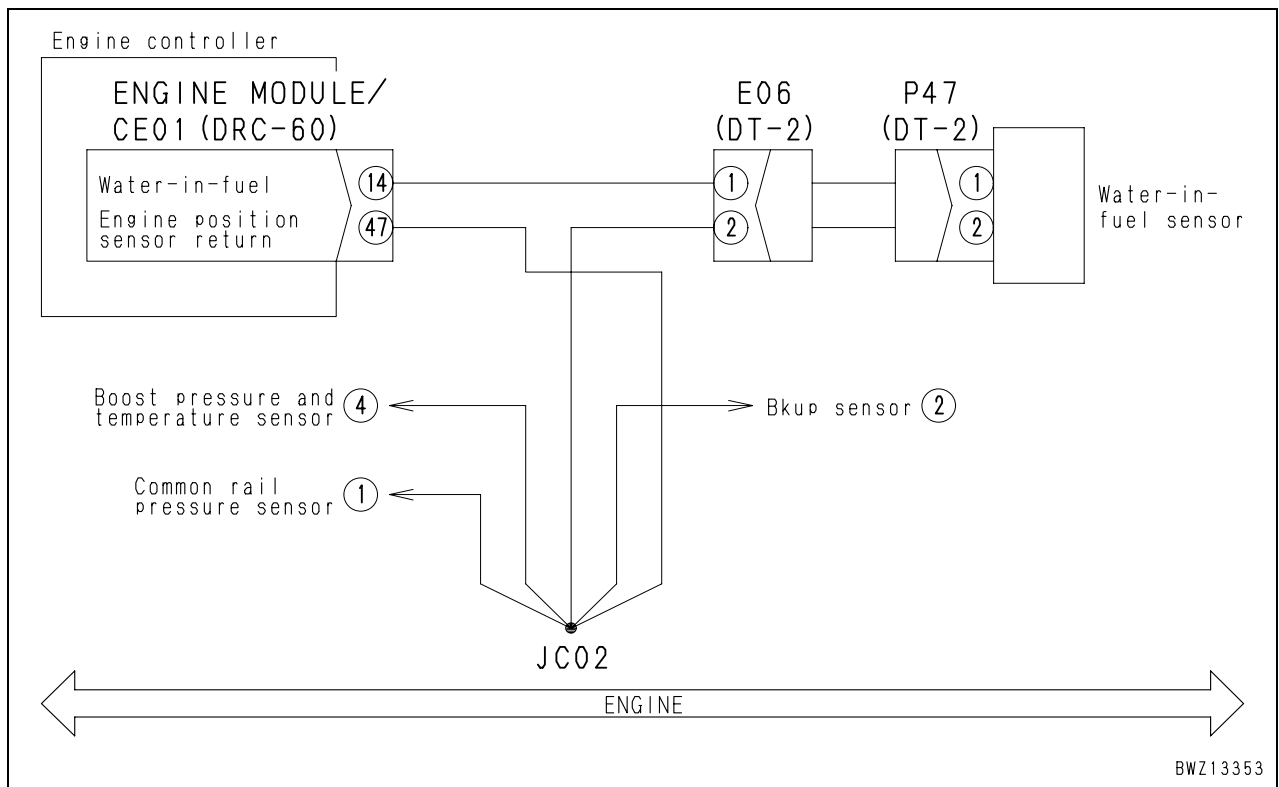 Engine controller
ENGINE MODULE/
CE01 (DRC-60)
E06
(DT-2)
P47
(DT-2)
Water-in-fuel
14
Engine position
sensor return
47
1
2
1
2
Water-in-
fuel sensor
Boost pressure and
temperature sensor
4
Bkup sensor 2
Common rail
pressure sensor
1
JC02
ENGINE
BWZ13353